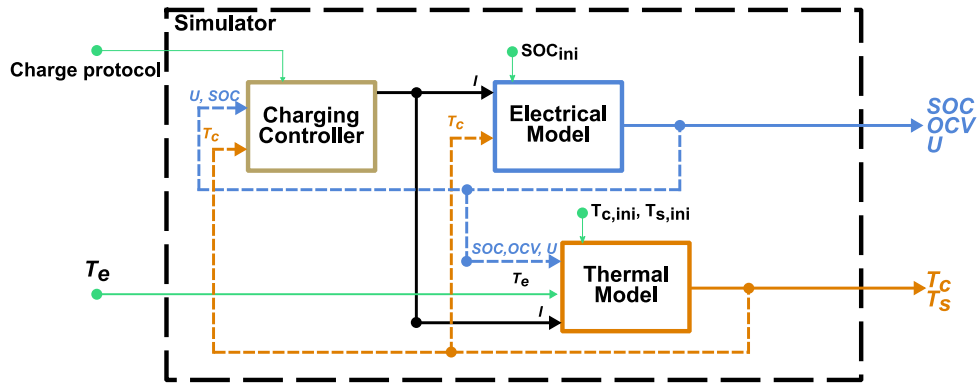 Simulator
Charge protocol
SOCini
U, SOC
I
SOC
OCV
U
Charging
Controller
Tc
Electrical
Model
Tc
Tc,ini, Ts,ini
SOC,OCV, U
Te
Te
Thermal
Model
I
Tc
Ts